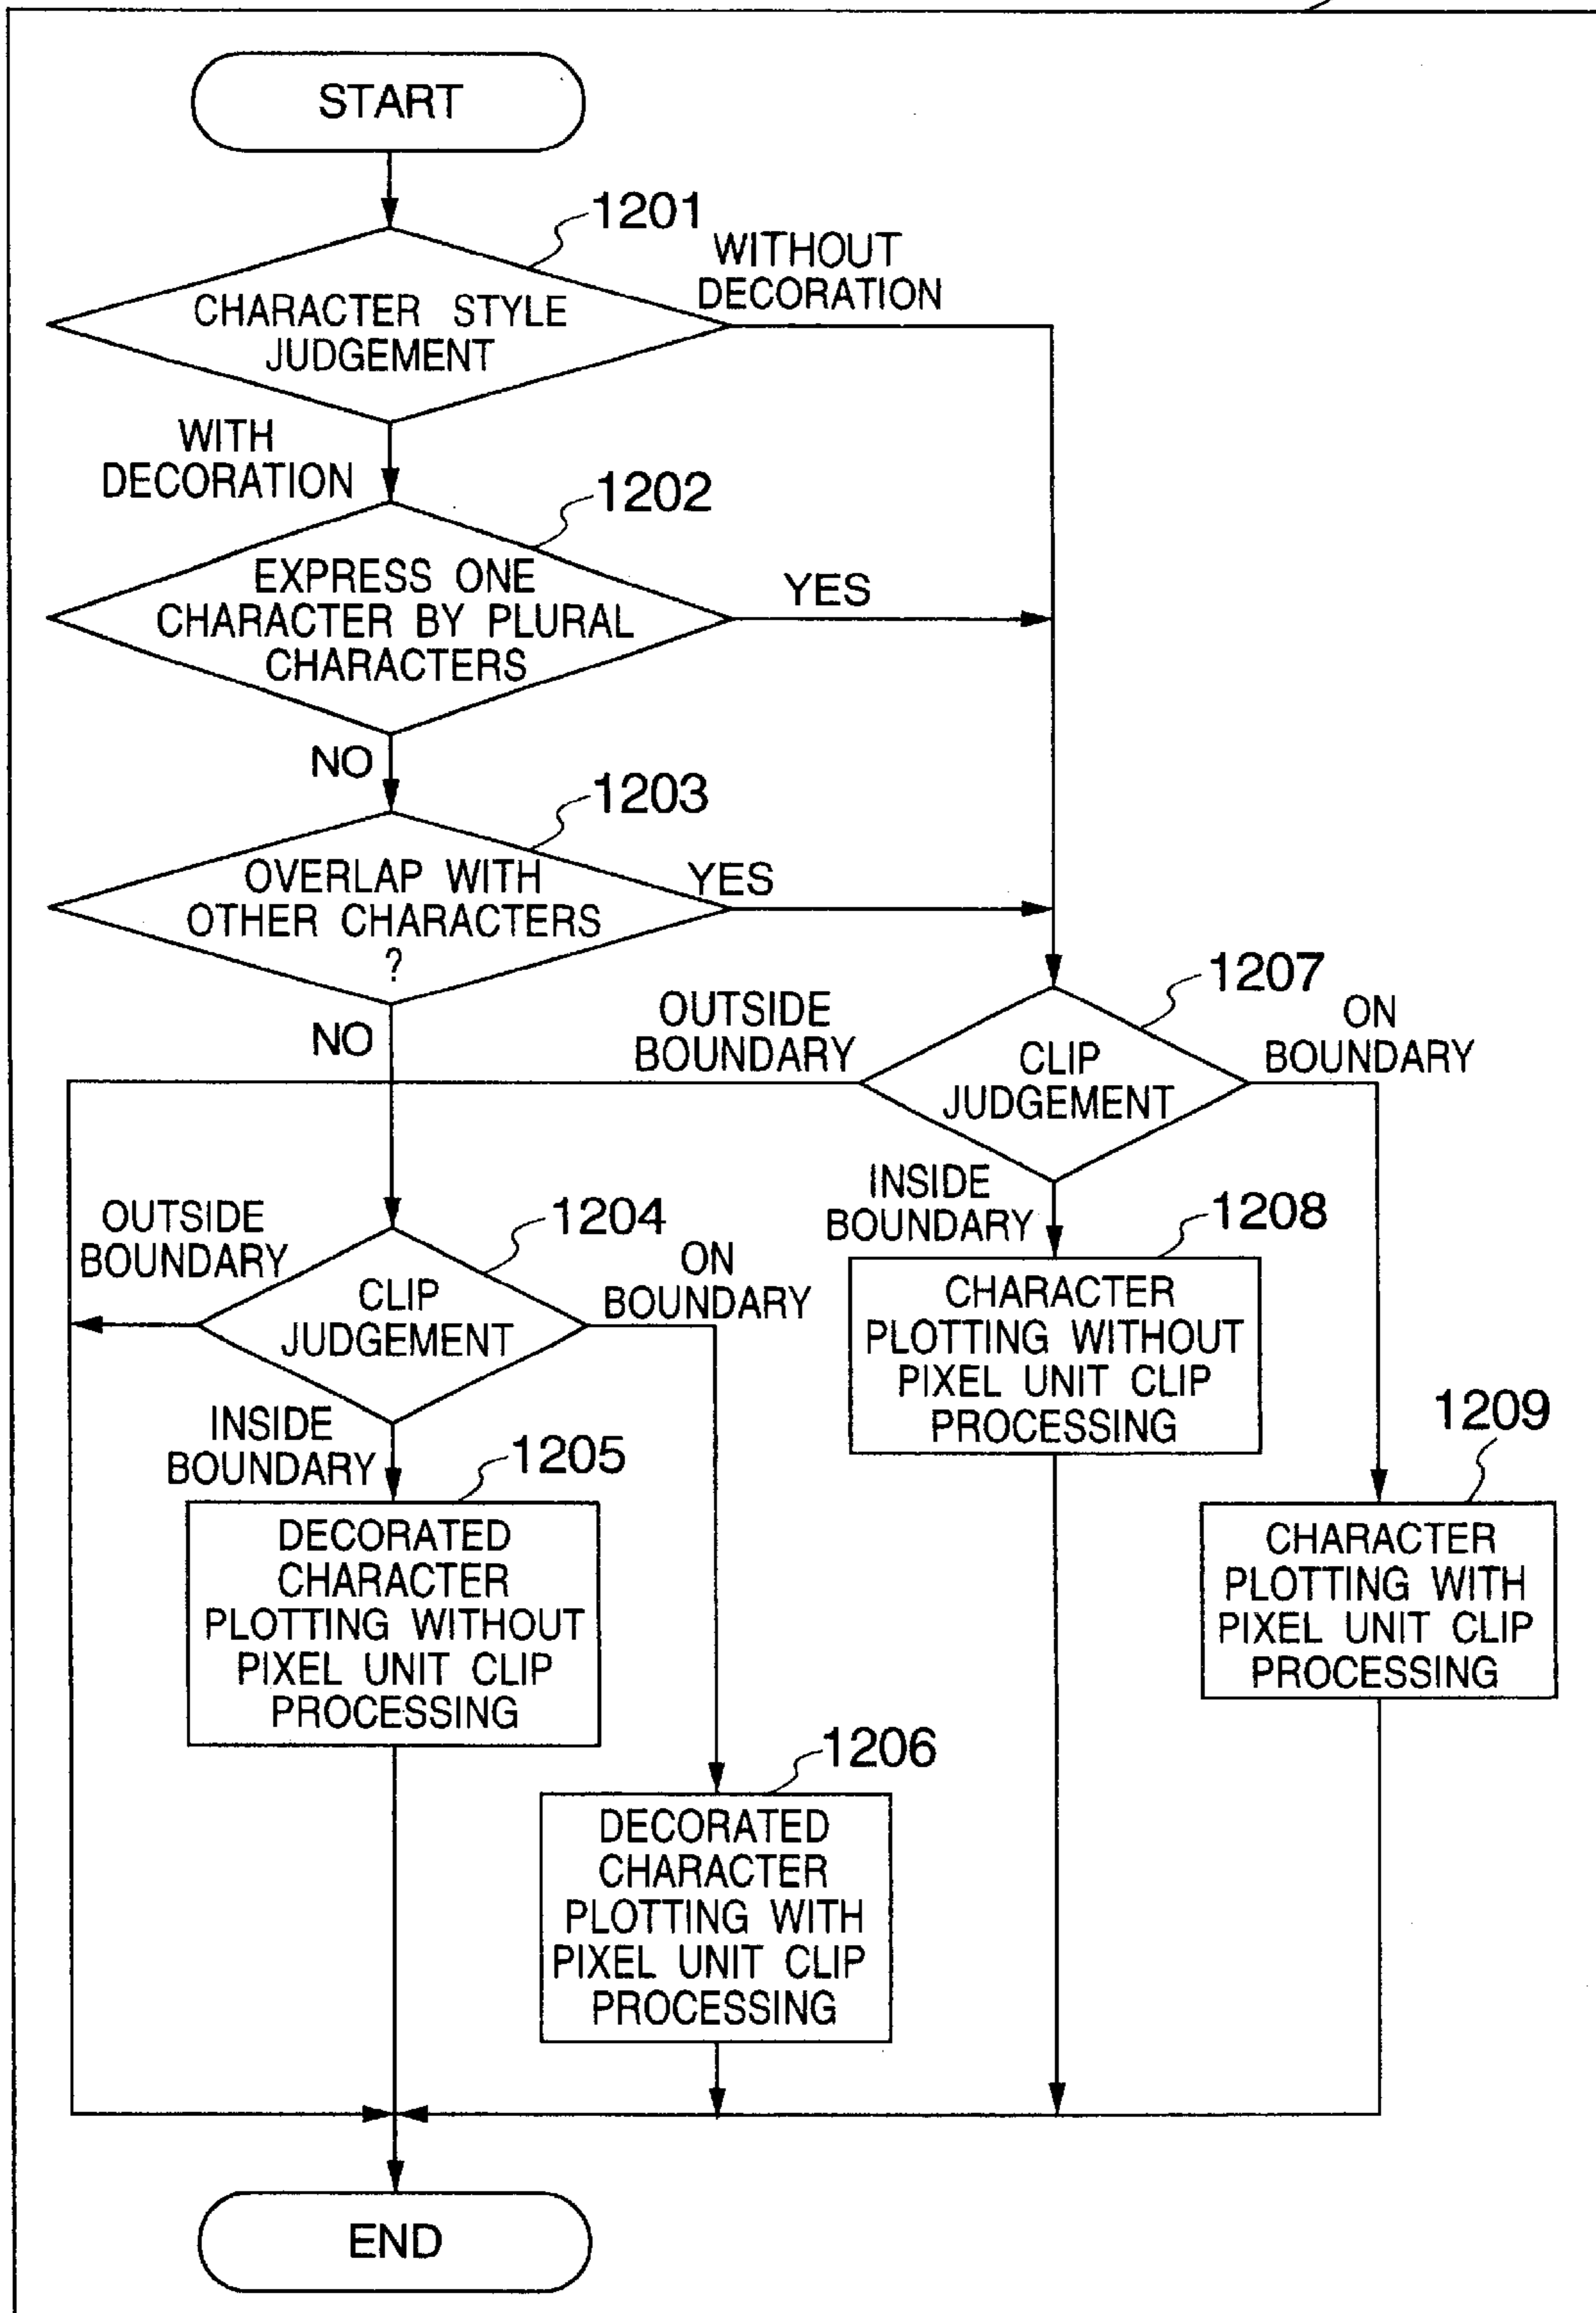 START
1201
WITHOUT
DECORATION
CHARACTER STYLE
JUDGEMENT
WITH
DECORATION
1202
EXPRESS ONE
CHARACTER BY PLURAL
CHARACTERS
YES
NO
1203
OVERLAP WITH
OTHER CHARACTERS
?
YES
NO
1207
OUTSIDE
BOUNDARY
CLIP
JUDGEMENT
ON
BOUNDARY
INSIDE
BOUNDARY
1204
OUTSIDE
BOUNDARY
CLIP
JUDGEMENT
ON
BOUNDARY
INSIDE
BOUNDARY
1208
CHARACTER
PLOTTING WITHOUT
PIXEL UNIT CLIP
PROCESSING
1209
CHARACTER
PLOTTING WITH
PIXEL UNIT CLIP
PROCESSING
1205
DECORATED
CHARACTER
PLOTTING WITHOUT
PIXEL UNIT CLIP
PROCESSING
1206
DECORATED
CHARACTER
PLOTTING WITH
PIXEL UNIT CLIP
PROCESSING
END